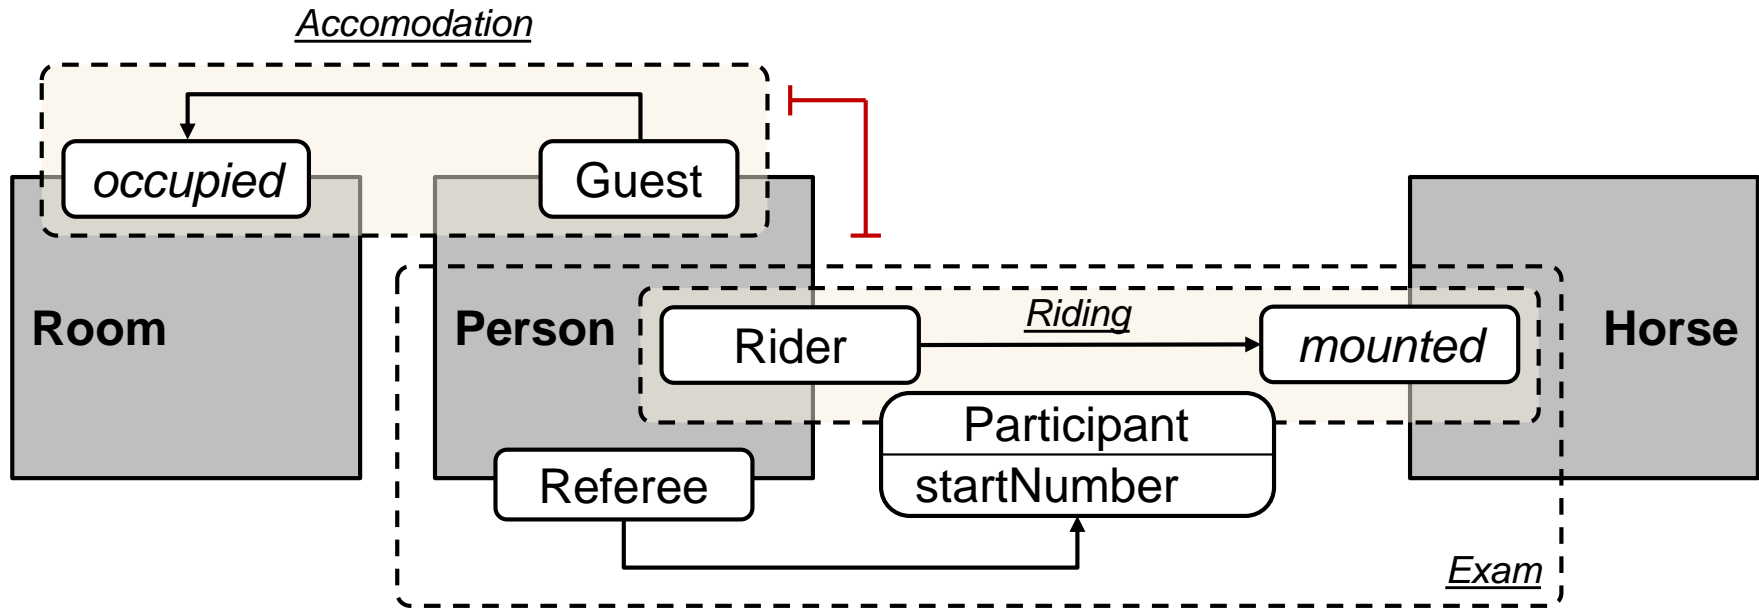 Accomodation
occupied
Guest
Room
Person
Rider
Riding
mounted
Horse
Participant
startNumber
Referee
Exam